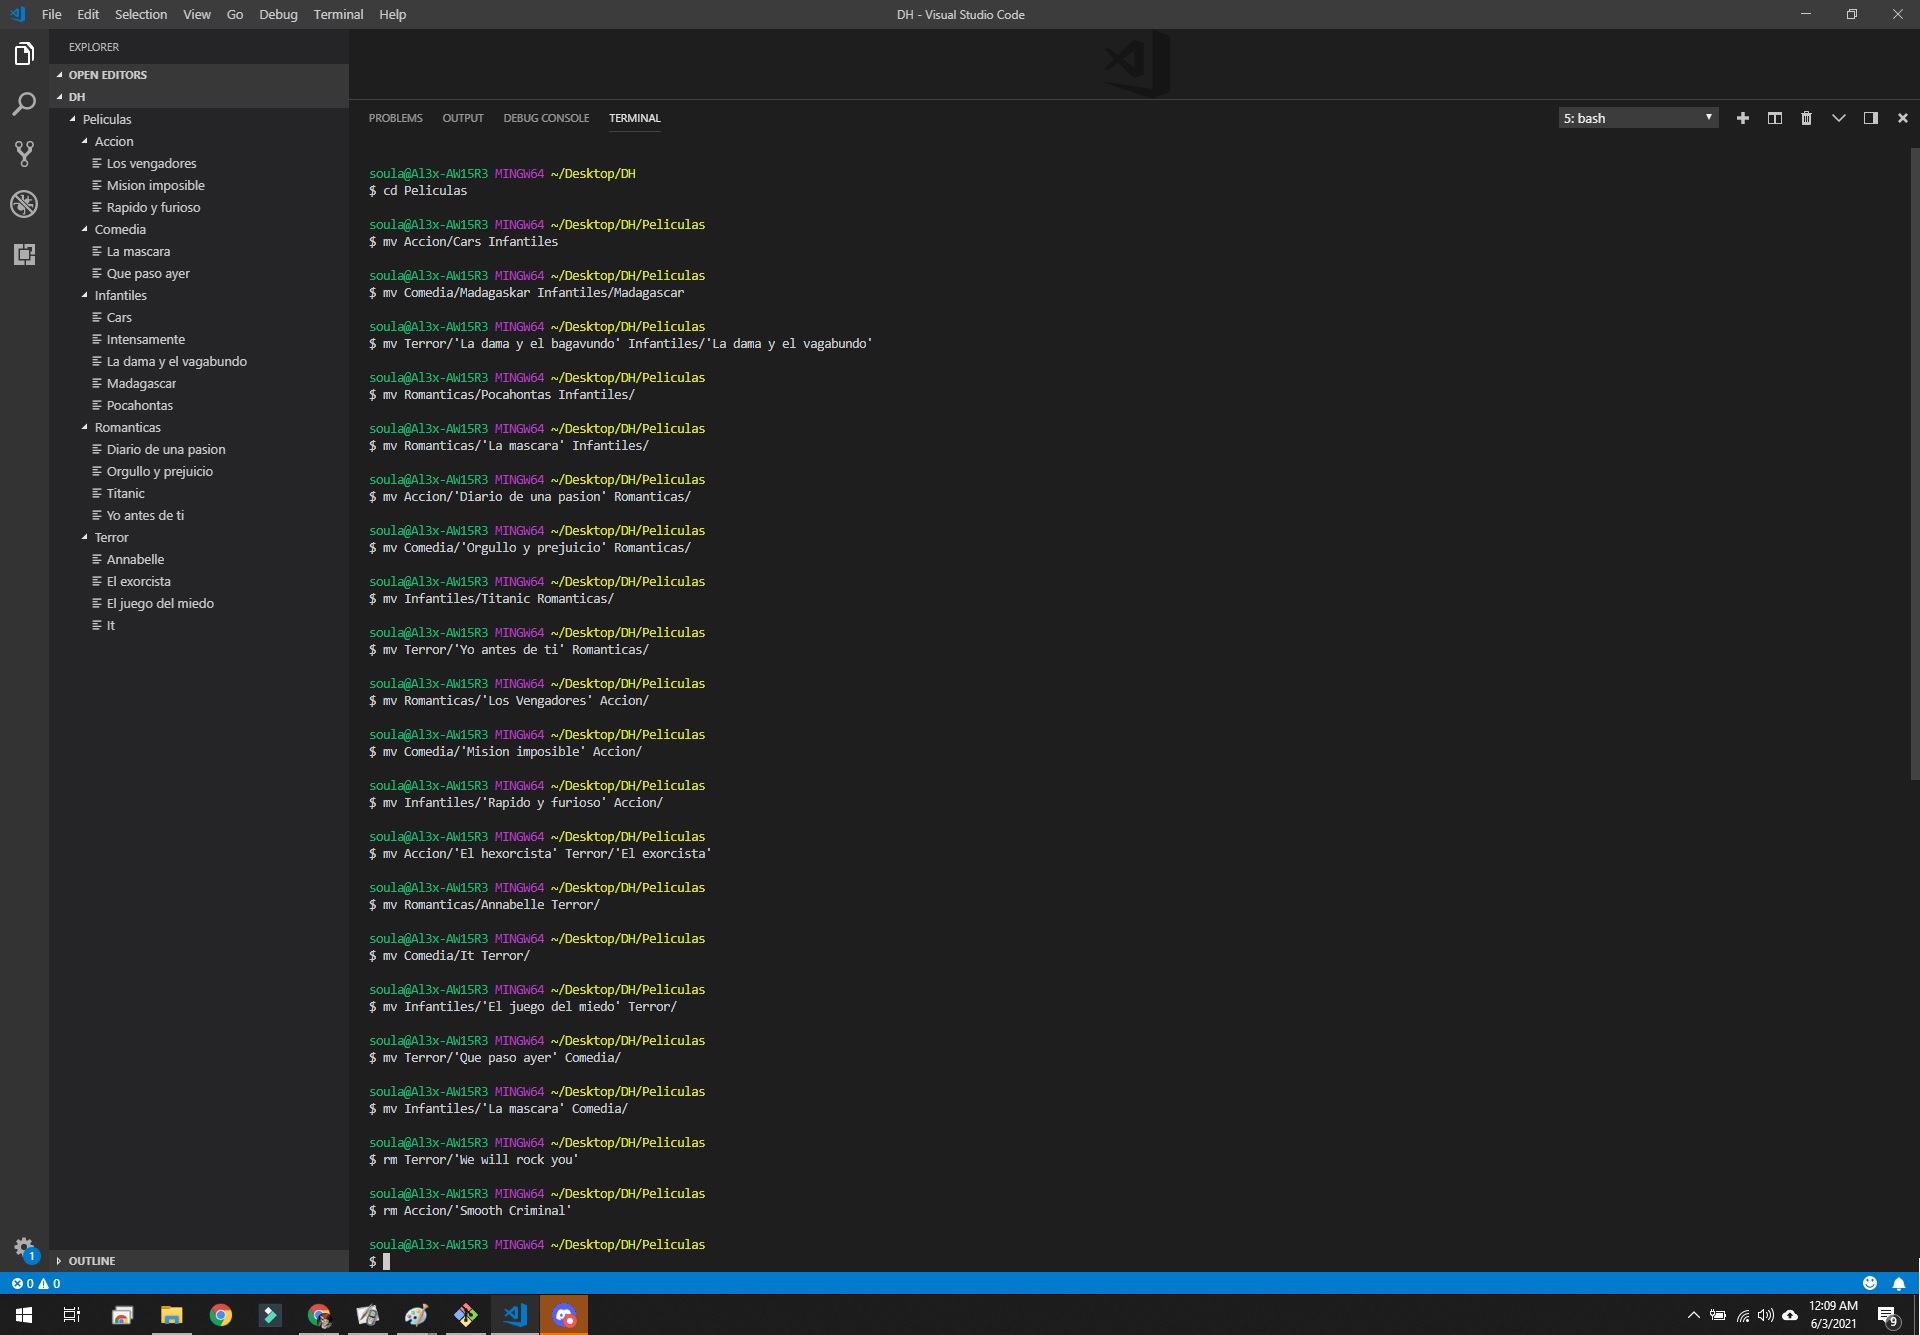 File Edit Selection View Go Debug Terminal Help
DH - Visual Studio Code
EXPLORER
OPEN EDITORS
DH
Peliculas
Accion
Los vengadores
Mision imposible
Rapido y furioso
Comedia
La mascara
Que paso ayer
Infantiles
Cars
Intensamente
La dama y el vagabundo
Madagascar
Pocahontas
Romanticas
Diario de una pasion
Orgullo y prejuicio
Titanic
Yo antes de ti
Terror
Annabelle
El exorcista
El juego del miedo
It
OUTLINE
PROBLEMS OUTPUT DEBUG CONSOLE TERMINAL
5: bash
soula@Al3x-AW15R3 MINGW64 ~/Desktop/DH
$ cd Peliculas
soula@Al3x-AW15R3 MINGW64 ~/Desktop/DH/Peliculas
$ mv Accion/Cars Infantiles
soula@Al3x-AW15R3 MINGW64 ~/Desktop/DH/Peliculas
$ mv Comedia/Madagaskar Infantiles/Madagascar
soula@Al3x-AW15R3 MINGW64 ~/Desktop/DH/Peliculas
$ mv Terror/'La dama y el bagavundo' Infantiles/'La dama y el vagabundo'
soula@Al3x-AW15R3 MINGW64 ~/Desktop/DH/Peliculas
$ mv Romanticas/Pocahontas Infantiles/
soula@Al3x-AW15R3 MINGW64 ~/Desktop/DH/Peliculas
$ mv Romanticas/'La mascara' Infantiles/
soula@Al3x-AW15R3 MINGW64 ~/Desktop/DH/Peliculas
$ mv Accion/'Diario de una pasion' Romanticas/
soula@Al3x-AW15R3 MINGW64 ~/Desktop/DH/Peliculas
$ mv Comedia/'Orgullo y prejuicio' Romanticas/
soula@Al3x-AW15R3 MINGW64 ~/Desktop/DH/Peliculas
$ mv Infantiles/Titanic Romanticas/
soula@Al3x-AW15R3 MINGW64 ~/Desktop/DH/Peliculas
$ mv Terror/'Yo antes de ti' Romanticas/
soula@Al3x-AW15R3 MINGW64 ~/Desktop/DH/Peliculas
$ mv Romanticas/'Los Vengadores' Accion/
soula@Al3x-AW15R3 MINGW64 ~/Desktop/DH/Peliculas
$ mv Comedia/'Mision imposible' Accion/
soula@Al3x-AW15R3 MINGW64 ~/Desktop/DH/Peliculas
$ mv Infantiles/'Rapido y furioso' Accion/
soula@Al3x-AW15R3 MINGW64 ~/Desktop/DH/Peliculas
$ mv Accion/'El hexorcista' Terror/'El exorcista'
soula@Al3x-AW15R3 MINGW64 ~/Desktop/DH/Peliculas
$ mv Romanticas/Annabelle Terror/
soula@Al3x-AW15R3 MINGW64 ~/Desktop/DH/Peliculas
$ mv Comedia/It Terror/
soula@Al3x-AW15R3 MINGW64 ~/Desktop/DH/Peliculas
$ mv Infantiles/'El juego del miedo' Terror/
soula@Al3x-AW15R3 MINGW64 ~/Desktop/DH/Peliculas
$ mv Terror/'Que paso ayer' Comedia/
soula@Al3x-AW15R3 MINGW64 ~/Desktop/DH/Peliculas
$ mv Infantiles/'La mascara' Comedia/
soula@Al3x-AW15R3 MINGW64 ~/Desktop/DH/Peliculas
$ rm Terror/'We will rock you'
soula@Al3x-AW15R3 MINGW64 ~/Desktop/DH/Peliculas
$ rm Accion/'Smooth Criminal'
soula@Al3x-AW15R3 MINGW64 ~/Desktop/DH/Peliculas
$
1
0 0
12:09 AM
6/3/2021
9